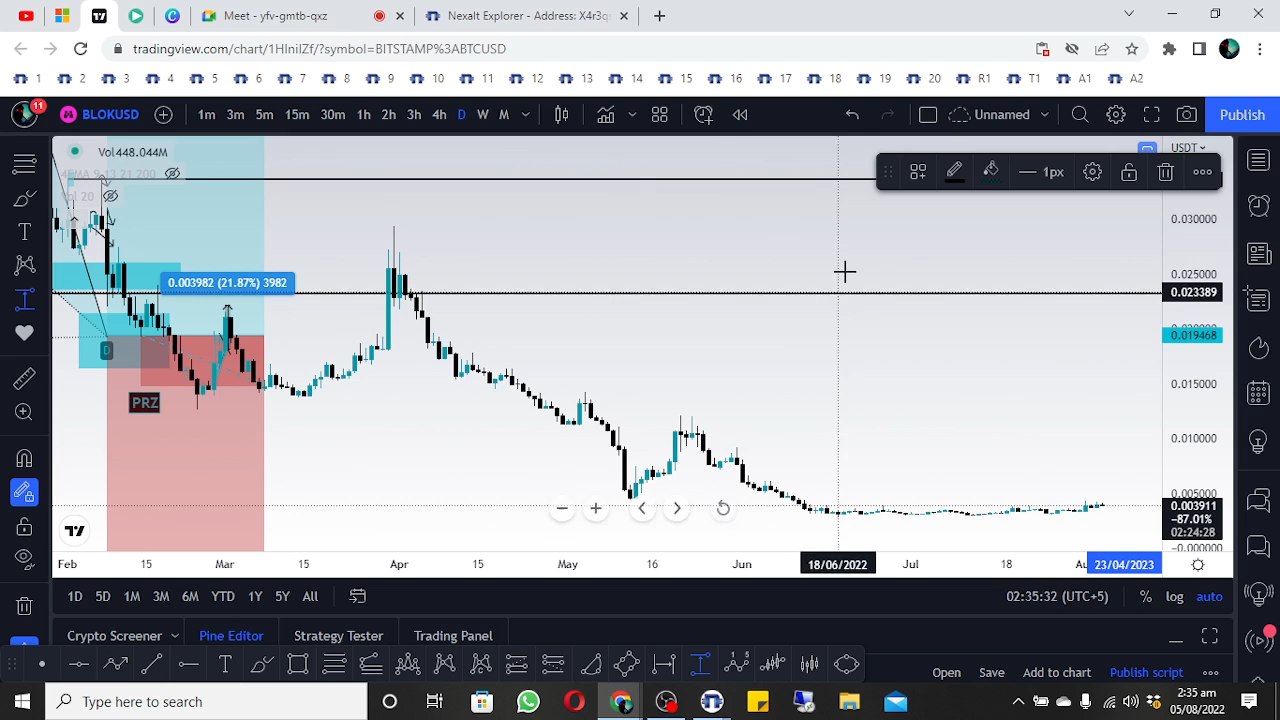 Meet - yfv-gmtb-qxz
Nexalt Explorer - Address: X4r3q
tradingview.com/chart/1HlniIZf/?symbol=BITSTAMP%3ABTCUSD
1 2 3 4 5 6 7 8 9 10 11 12 13 14 15 16 17 18 19 20 R1 T1 A1 A2
11
BLOKUSD 1m 3m 5m 15m 30m 1h 2h 3h 4h D W M Unnamed Publish
Vol448.044M
USDT
1px
Vol 20
0.030000
0.025000
0.003982 (21.87%) 3982
0.023389
0.019468
D
0.015000
PRZ
0.010000
0.005000
0.003911
-87.01%
02:24:28
-0.000000
Feb 15 Mar 15 Apr 15 May 16 Jun 18/06/2022 Jul 18 Au 23/04/2023
1D 5D 1M 3M 6M YTD 1Y 5Y All 02:35:32 (UTC+5) % log auto
Crypto Screener Pine Editor Strategy Tester Trading Panel
Open Save Add to chart Publish script
Type here to search
2:35 am
05/08/2022